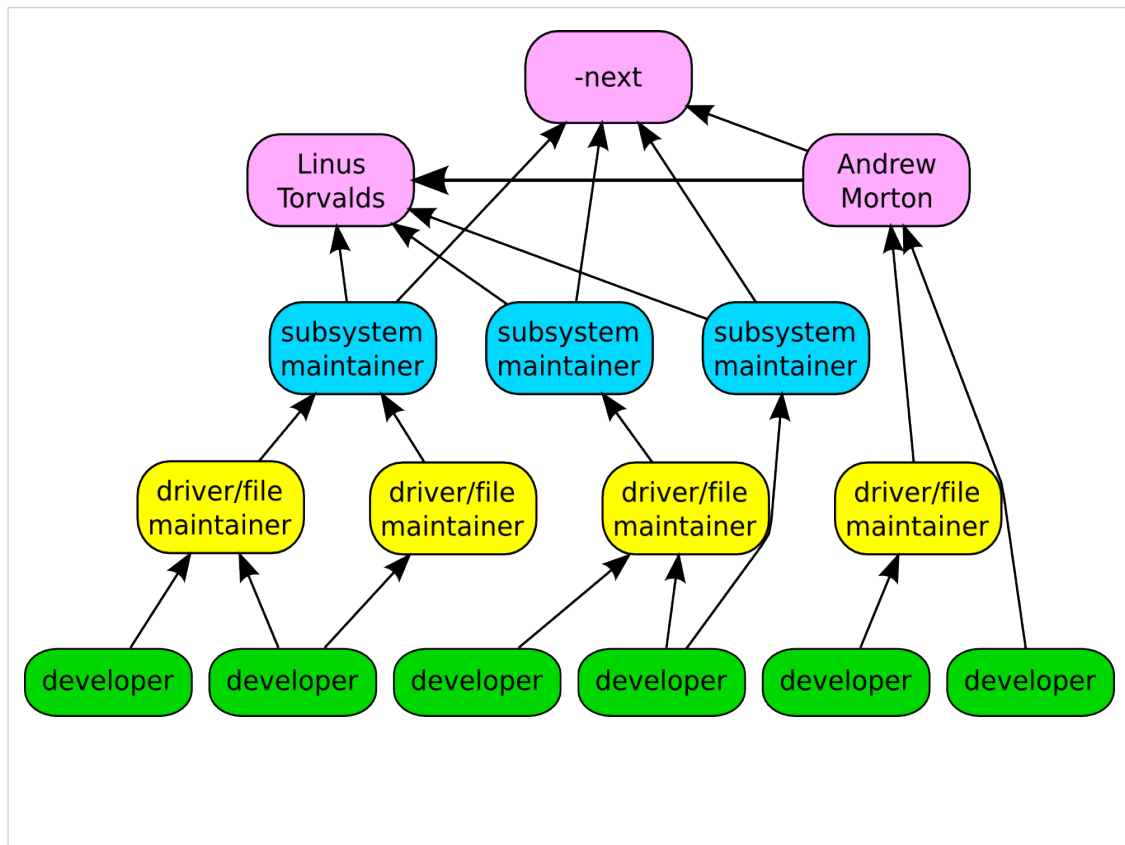 -next
Linus
Torvalds
Andrew
Morton
subsystem
maintainer
subsystem
maintainer
subsystem
maintainer
driver/file
maintainer
driver/file
maintainer
driver/file
maintainer
driver/file
maintainer
developer
developer
developer
developer
developer
developer